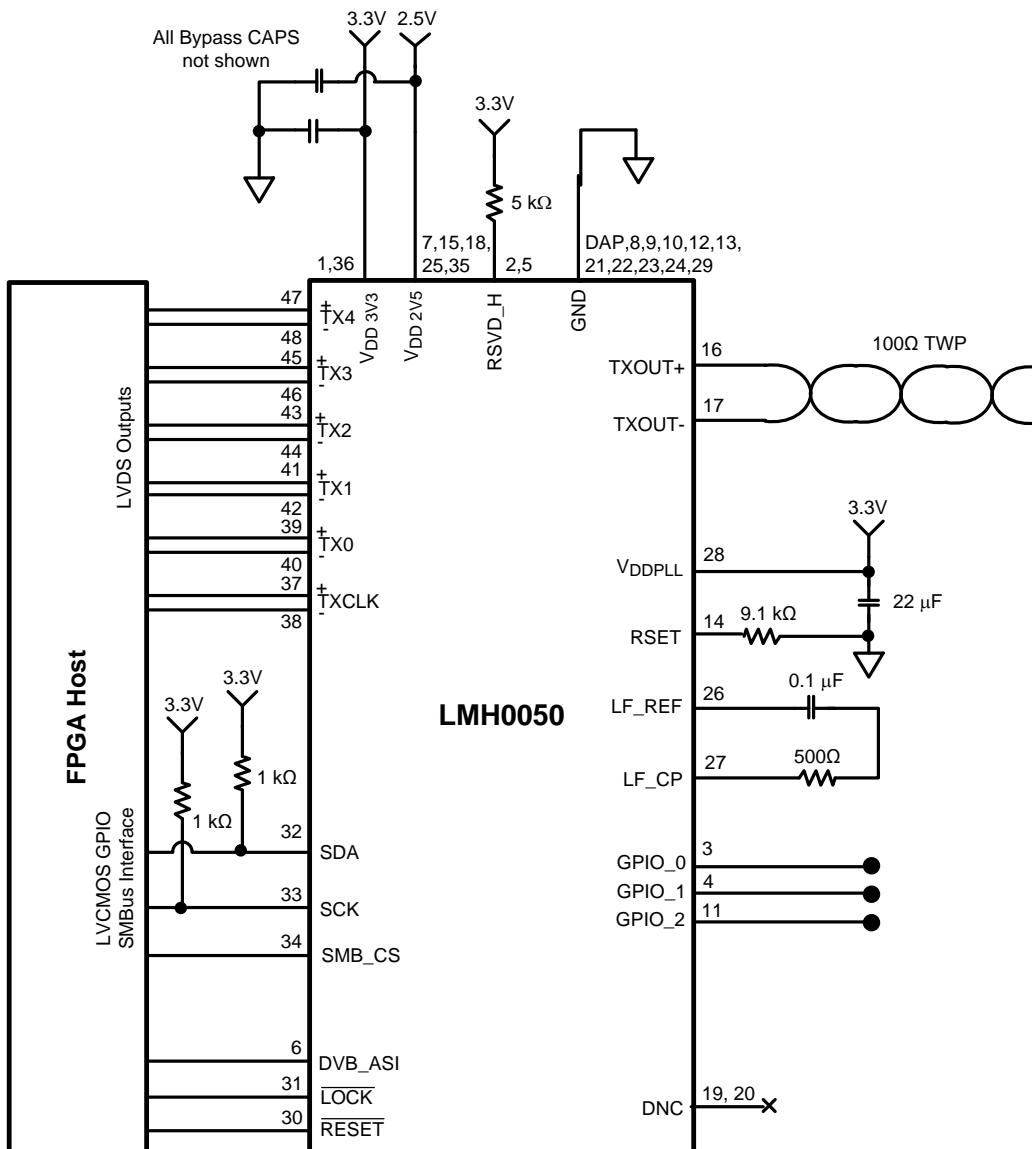 3.3V 2.5V
All Bypass CAPS
not shown
3.3V
5 kΩ
1,36
7,15,18,
25,35
2,5
DAP,8,9,10,12,13,
21,22,23,24,29
VDD 3V3
VDD 2V5
RSVD_H
GND
FPGA Host
LVDS Outputs
47 + TX4
48 -
45 + TX3
46 -
43 + TX2
44 -
41 + TX1
42 -
39 + TX0
40 -
37 + TXCLK
38 -
LVCMOS GPIO
SMBus Interface
3.3V
3.3V
1 kΩ
1 kΩ
32 SDA
33 SCK
34 SMB_CS
6 DVB_ASI
31 LOCK
30 RESET
LMH0050
TXOUT+ 16
100Ω TWP
TXOUT- 17
3.3V
VDDPLL 28
22 μF
RSET 14 9.1 kΩ
LF_REF 26 0.1 μF
LF_CP 27 500Ω
GPIO_0 3
GPIO_1 4
GPIO_2 11
DNC 19, 20